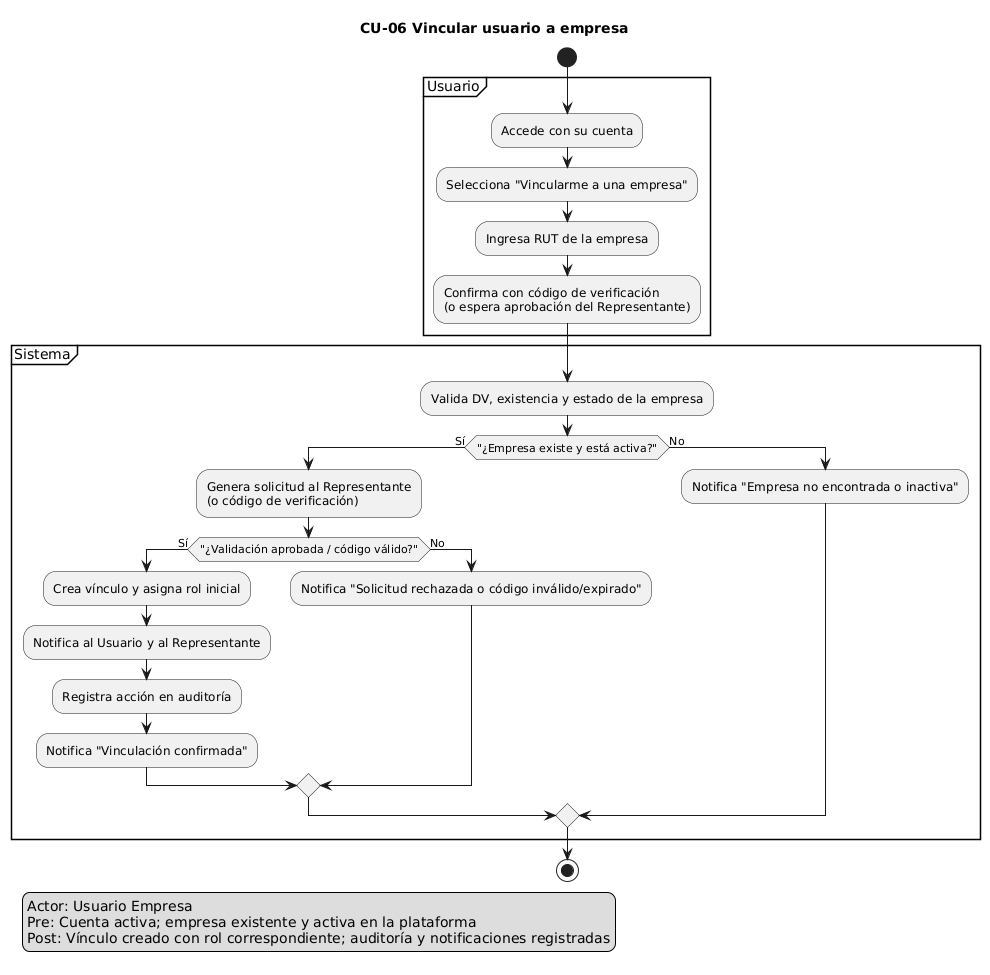 CU-06 Vincular usuario a empresa
Usuario
Accede con su cuenta
Selecciona "Vincularme a una empresa"
Ingresa RUT de la empresa
Confirma con código de verificación
(o espera aprobación del Representante)
Sistema
Valida DV, existencia y estado de la empresa
Sí
"¿Empresa existe y está activa?"
No
Genera solicitud al Representante
(o código de verificación)
Notifica "Empresa no encontrada o inactiva"
Sí
"¿Validación aprobada / código válido?"
No
Crea vínculo y asigna rol inicial
Notifica "Solicitud rechazada o código inválido/expirado"
Notifica al Usuario y al Representante
Registra acción en auditoría
Notifica "Vinculación confirmada"
Actor: Usuario Empresa
Pre: Cuenta activa; empresa existente y activa en la plataforma
Post: Vínculo creado con rol correspondiente; auditoría y notificaciones registradas